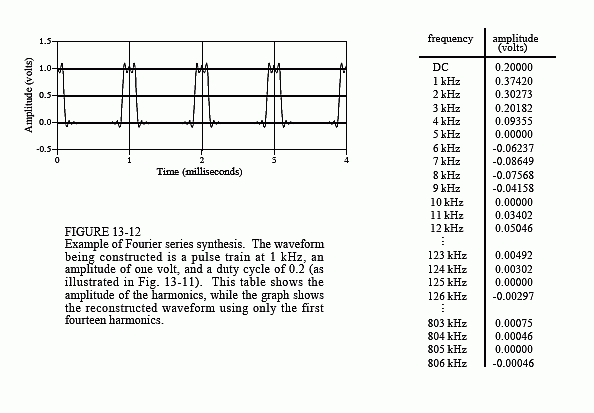 1.5
1.0
0.5
0.0
-0.5
Amplitude (volts)
0 1 2 3 4
Time (milliseconds)
FIGURE 13-12
Example of Fourier series synthesis. The waveform
being constructed is a pulse train at 1 kHz, an
amplitude of one volt, and a duty cycle of 0.2 (as
illustrated in Fig. 13-11). This table shows the
amplitude of the harmonics, while the graph shows
the reconstructed waveform using only the first
fourteen harmonics.
frequency amplitude
(volts)
DC 0.20000
1 kHz 0.37420
2 kHz 0.30273
3 kHz 0.20182
4 kHz 0.09355
5 kHz 0.00000
6 kHz -0.06237
7 kHz -0.08649
8 kHz -0.07568
9 kHz -0.04158
10 kHz 0.00000
11 kHz 0.03402
12 kHz 0.05046
⋮
123 kHz 0.00492
124 kHz 0.00302
125 kHz 0.00000
126 kHz -0.00297
⋮
803 kHz 0.00075
804 kHz 0.00046
805 kHz 0.00000
806 kHz -0.00046